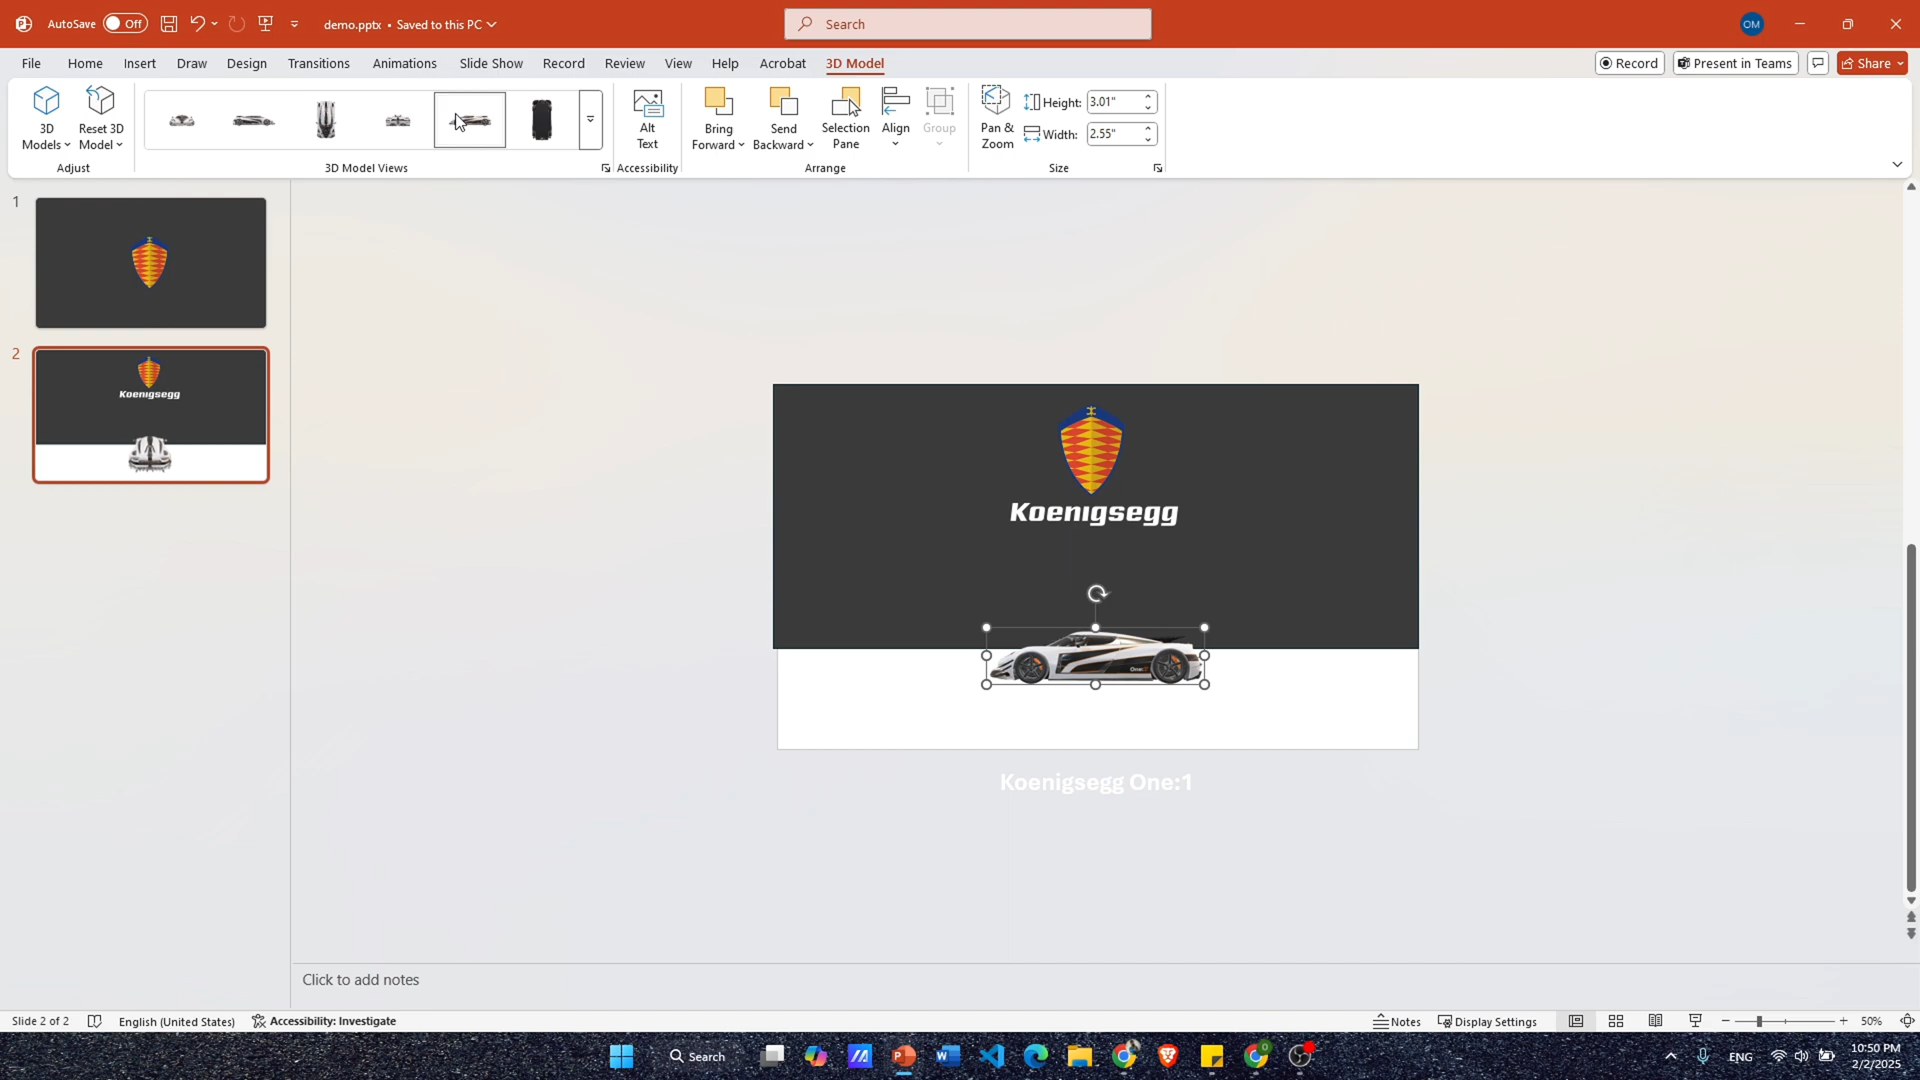 AutoSave Off demo.pptx • Saved to this PC Search OM
File Home Insert Draw Design Transitions Animations Slide Show Record Review View Help Acrobat 3D Model Record Present in Teams Share
3D Models
Reset 3D Model
Adjust
3D Model Views
Alt Text
Accessibility
Bring Forward
Send Backward
Selection Pane
Align
Group
Arrange
Pan & Zoom
Height: 3.01"
Width: 2.55"
Size
1
2
Koenigsegg
Koenigsegg
One:1
Koenigsegg One:1
Click to add notes
Slide 2 of 2 English (United States) Accessibility: Investigate Notes Display Settings 50%
Search ENG 10:50 PM
2/2/2025